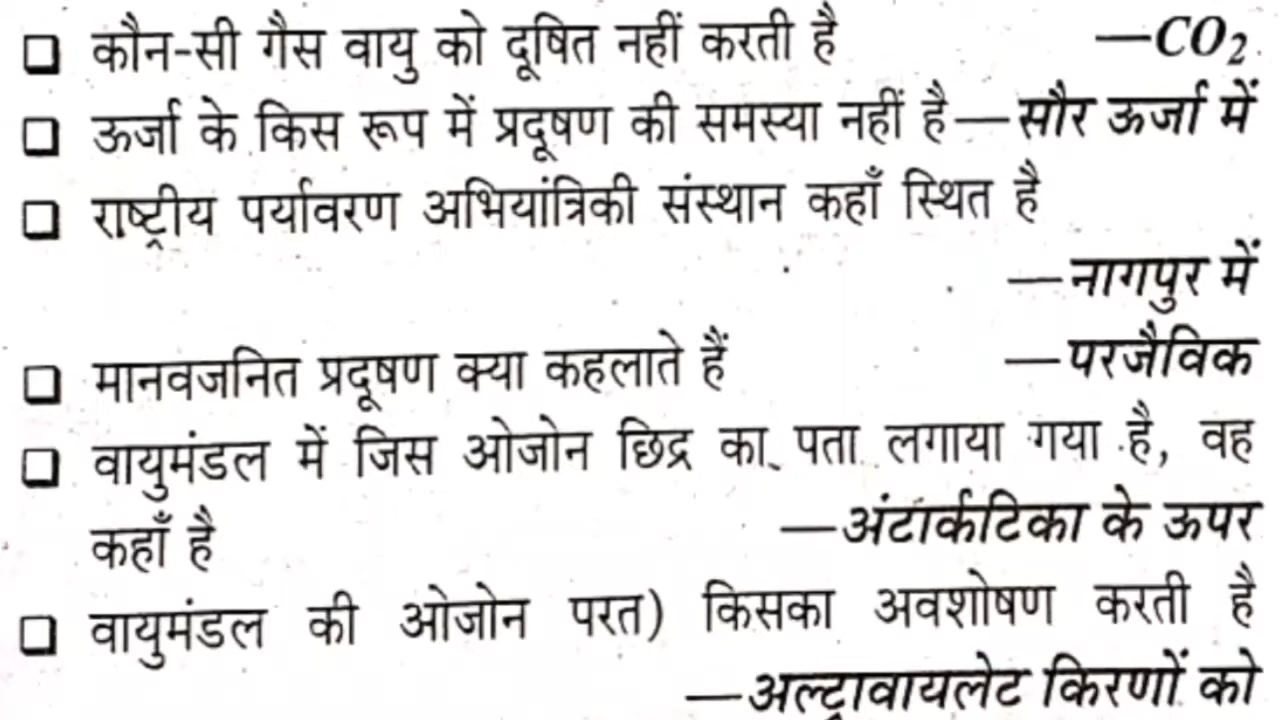 ❑ कौन-सी गैस वायु को दूषित नहीं करती है —CO₂
❑ ऊर्जा के किस रूप में प्रदूषण की समस्या नहीं है—सौर ऊर्जा में
❑ राष्ट्रीय पर्यावरण अभियांत्रिकी संस्थान कहाँ स्थित है
—नागपुर में
❑ मानवजनित प्रदूषण क्या कहलाते हैं —परजैविक
❑ वायुमंडल में जिस ओजोन छिद्र का पता लगाया गया है, वह
कहाँ है —अंटार्कटिका के ऊपर
❑ वायुमंडल की ओजोन परत) किसका अवशोषण करती है
—अल्ट्रावायलेट किरणों को